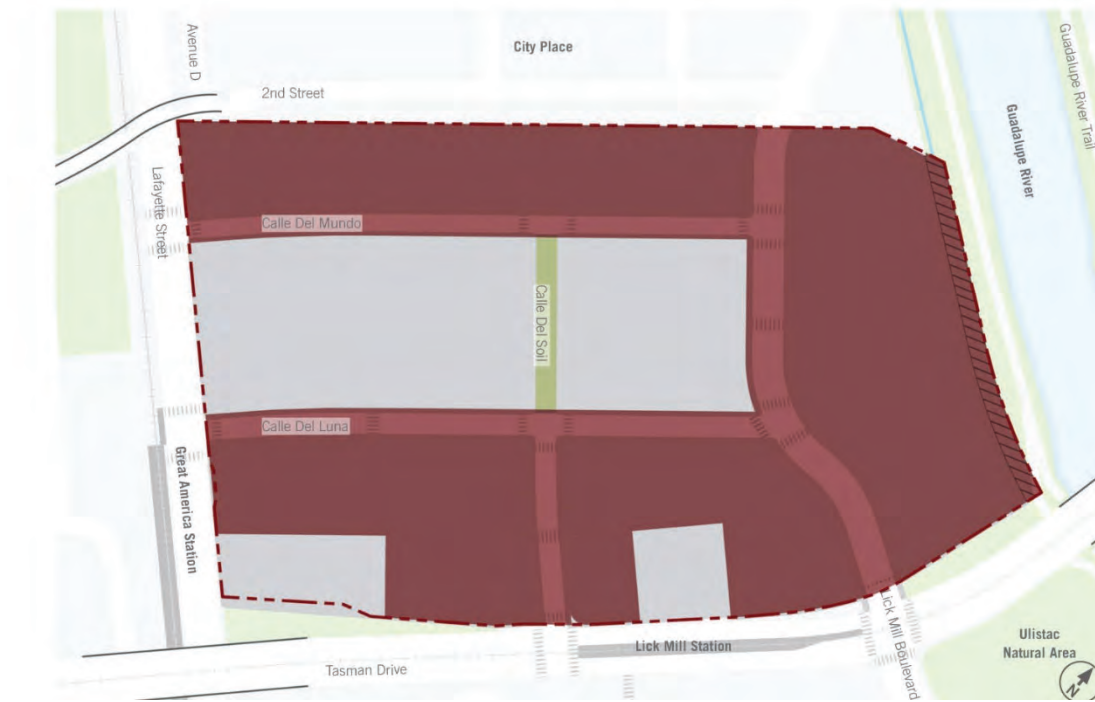 City Place
Avenue D
2nd Street
Guadalupe River Trail
Guadalupe River
Lafayette Street
Calle Del Mundo
Calle Del Soil
Calle Del Luna
Great America Station
Lick Mill Station
Lick Mill Boulevard
Tasman Drive
Ulistac
Natural Area
N